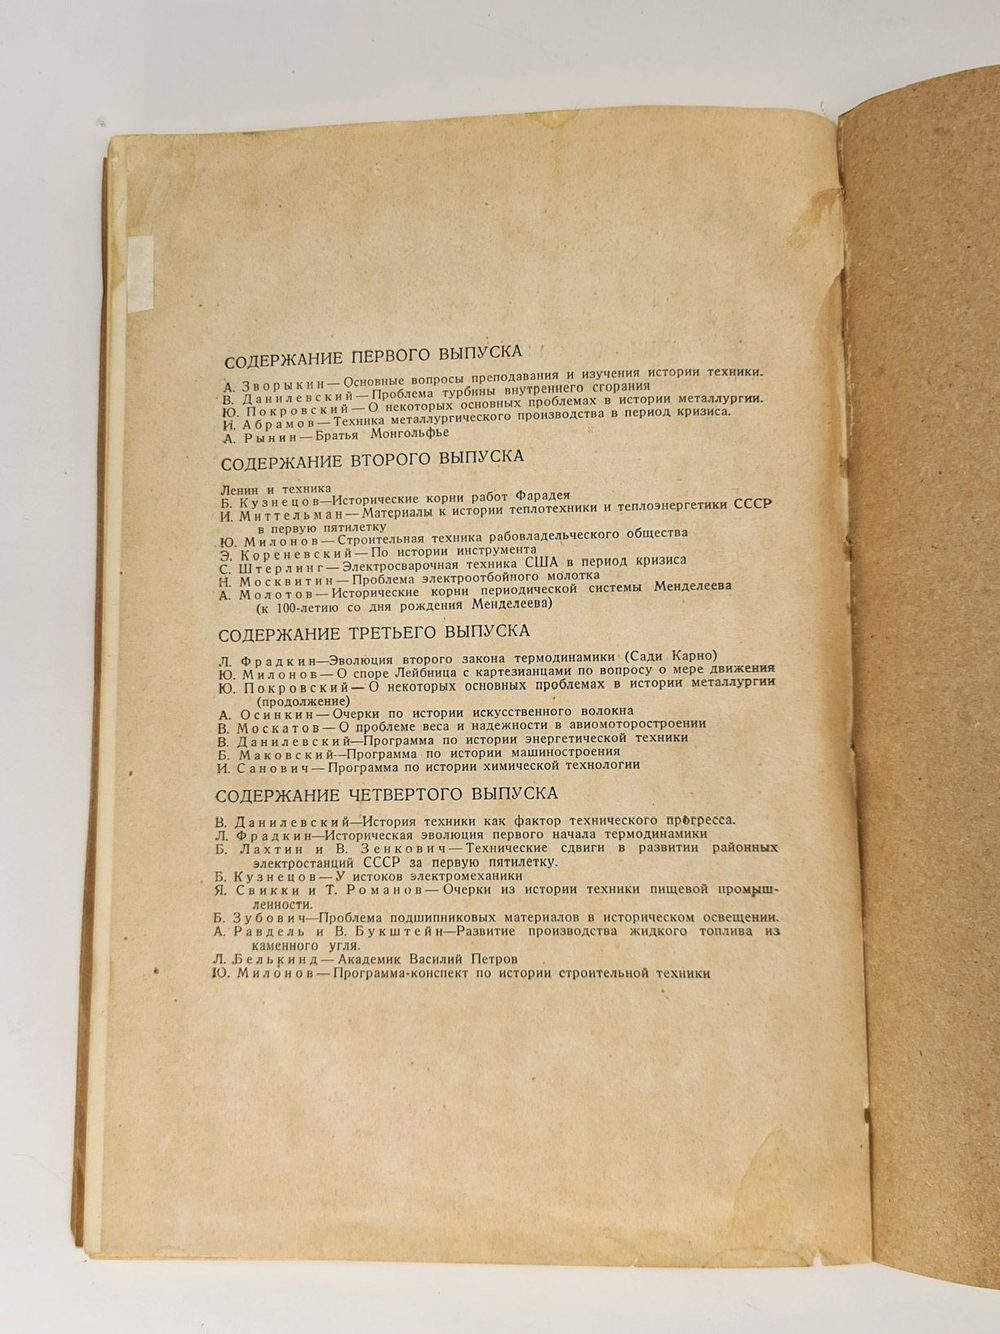 СОДЕРЖАНИЕ ПЕРВОГО ВЫПУСКА
А. Зворыкин — Основные вопросы преподавания и изучения истории техники.
В. Данилевский — Проблема турбины внутреннего сгорания
Ю. Покровский — О некоторых основных проблемах в истории металлургии.
И. Абрамов — Техника металлургического производства в период кризиса.
А. Рынин — Братья Монгольфье
СОДЕРЖАНИЕ ВТОРОГО ВЫПУСКА
Ленин и техника
Б. Кузнецов—Исторические корни работ Фарадея
И. Миттельман — Материалы к истории теплотехники и теплоэнергетики СССР
в первую пятилетку
Ю. Милонов — Строительная техника рабовладельческого общества
Э. Кореневский — По истории инструмента
С. Штерлинг — Электросварочная техника США в период кризиса
Н. Москвитин — Проблема электроотбойного молотка
А. Молотов — Исторические корни периодической системы Менделеева
(к 100-летию со дня рождения Менделеева)
СОДЕРЖАНИЕ ТРЕТЬЕГО ВЫПУСКА
Л. Фрадкин—Эволюция второго закона термодинамики (Сади Карно)
Ю. Милонов — О споре Лейбница с картезианцами по вопросу о мере движения
Ю. Покровский — О некоторых основных проблемах в истории металлургии
(продолжение)
А. Осинкин — Очерки по истории искусственного волокна
В. Москатов — О проблеме веса и надежности в авиомоторостроении
В. Данилевский—Программа по истории энергетической техники
Б. Маковский—Программа по истории машиностроения
И. Санович — Программа по истории химической технологии
СОДЕРЖАНИЕ ЧЕТВЕРТОГО ВЫПУСКА
В. Данилевский—История техники как фактор технического прогресса.
Л. Фрадкин—Историческая эволюция первого начала термодинамики
Б. Лахтин и В. Зенкович — Технические сдвиги в развитии районных
электростанций СССР за первую пятилетку.
Б. Кузнецов — У истоков электромеханики
Я. Свикки и Т. Романов — Очерки из истории техники пищевой промыш-
ленности.
Б. Зубович—Проблема подшипниковых материалов в историческом освещении.
А. Равдель и В. Букштейн—Развитие производства жидкого топлива из
каменного угля.
Л. Белькинд — Академик Василий Петров
Ю. Милонов — Программа-конспект по истории строительной техники